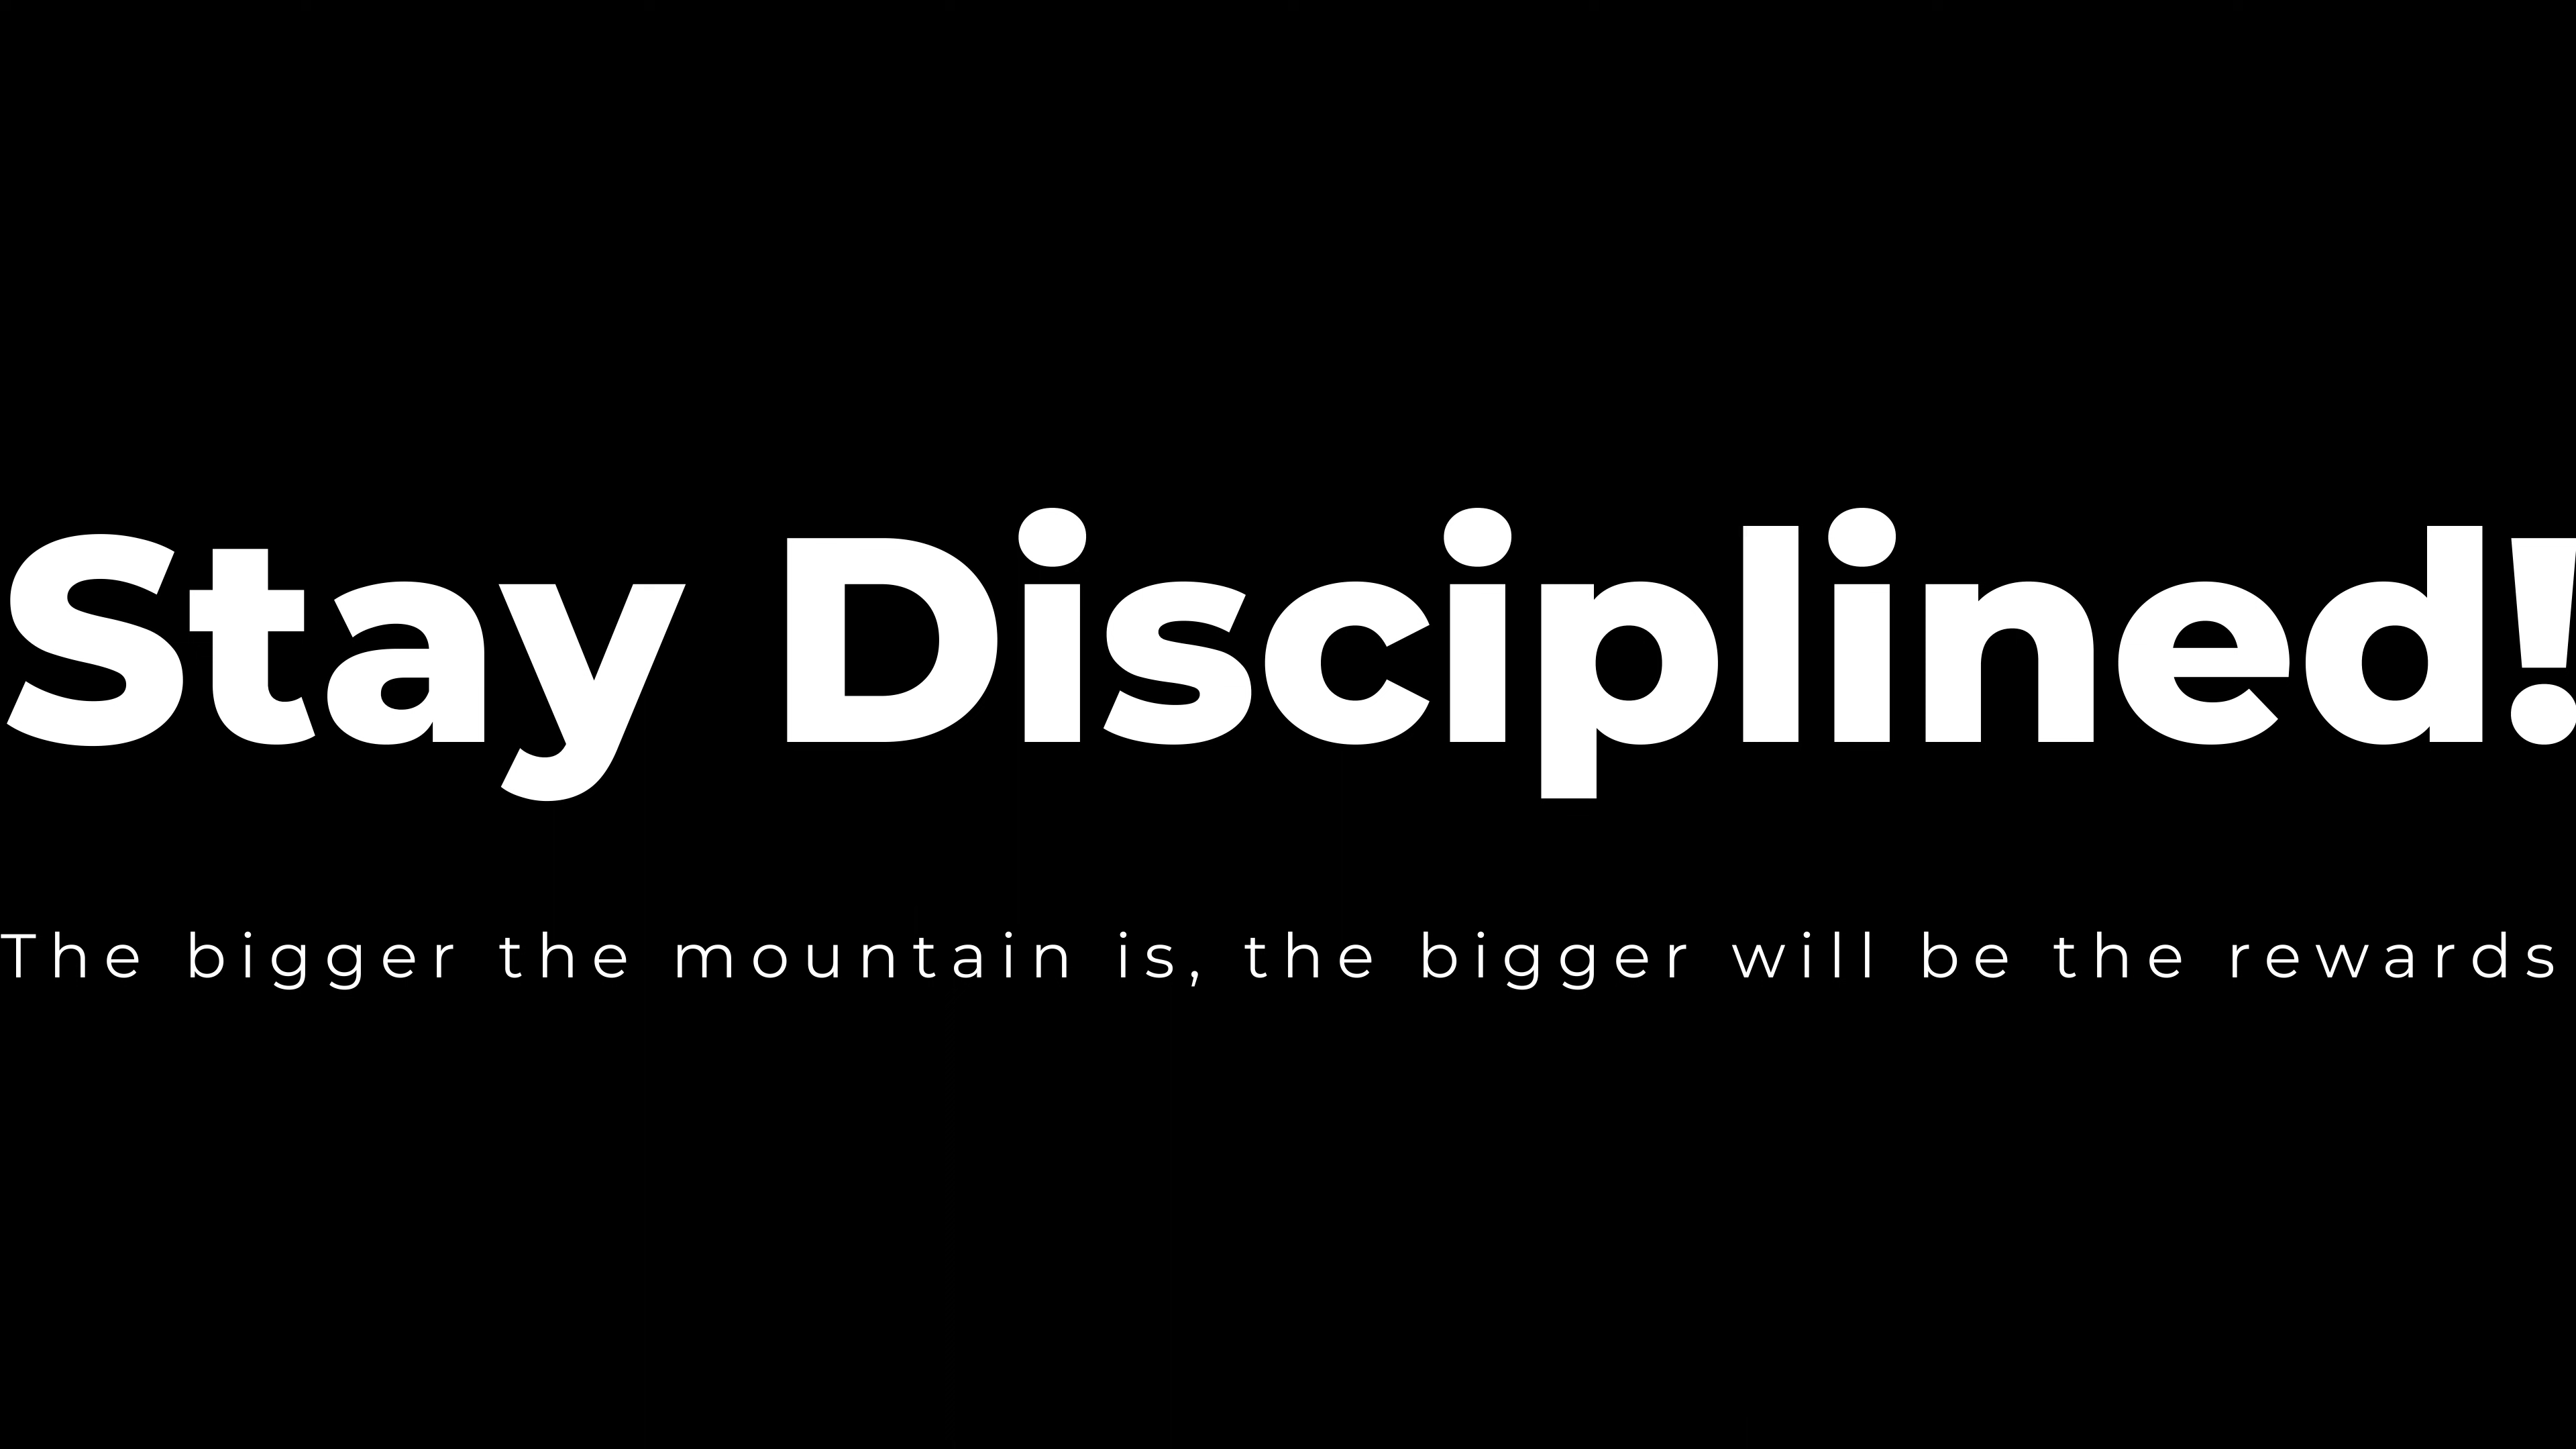 Stay Disciplined!
The bigger the mountain is, the bigger will be the rewards